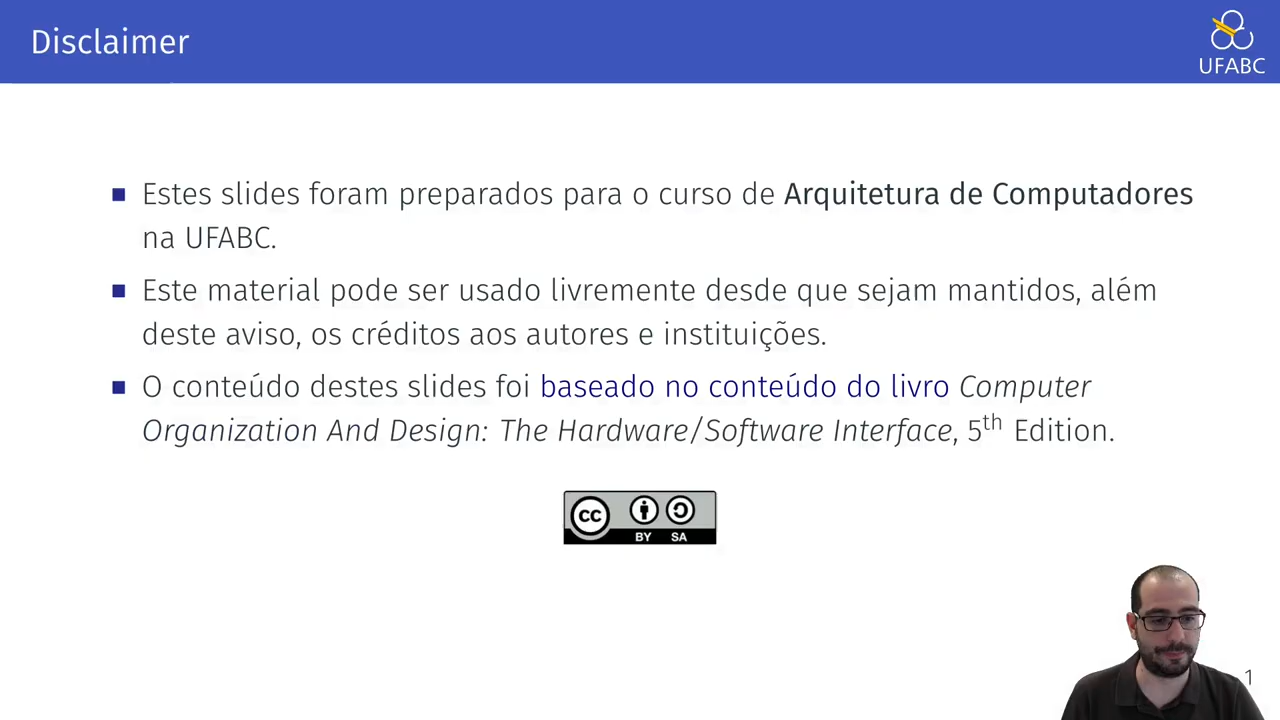 Disclaimer
UFABC
Estes slides foram preparados para o curso de Arquitetura de Computadores
na UFABC.
Este material pode ser usado livremente desde que sejam mantidos, além
deste aviso, os créditos aos autores e instituições.
O conteúdo destes slides foi baseado no conteúdo do livro Computer
Organization And Design: The Hardware/Software Interface, 5th Edition.
cc
BY SA
1